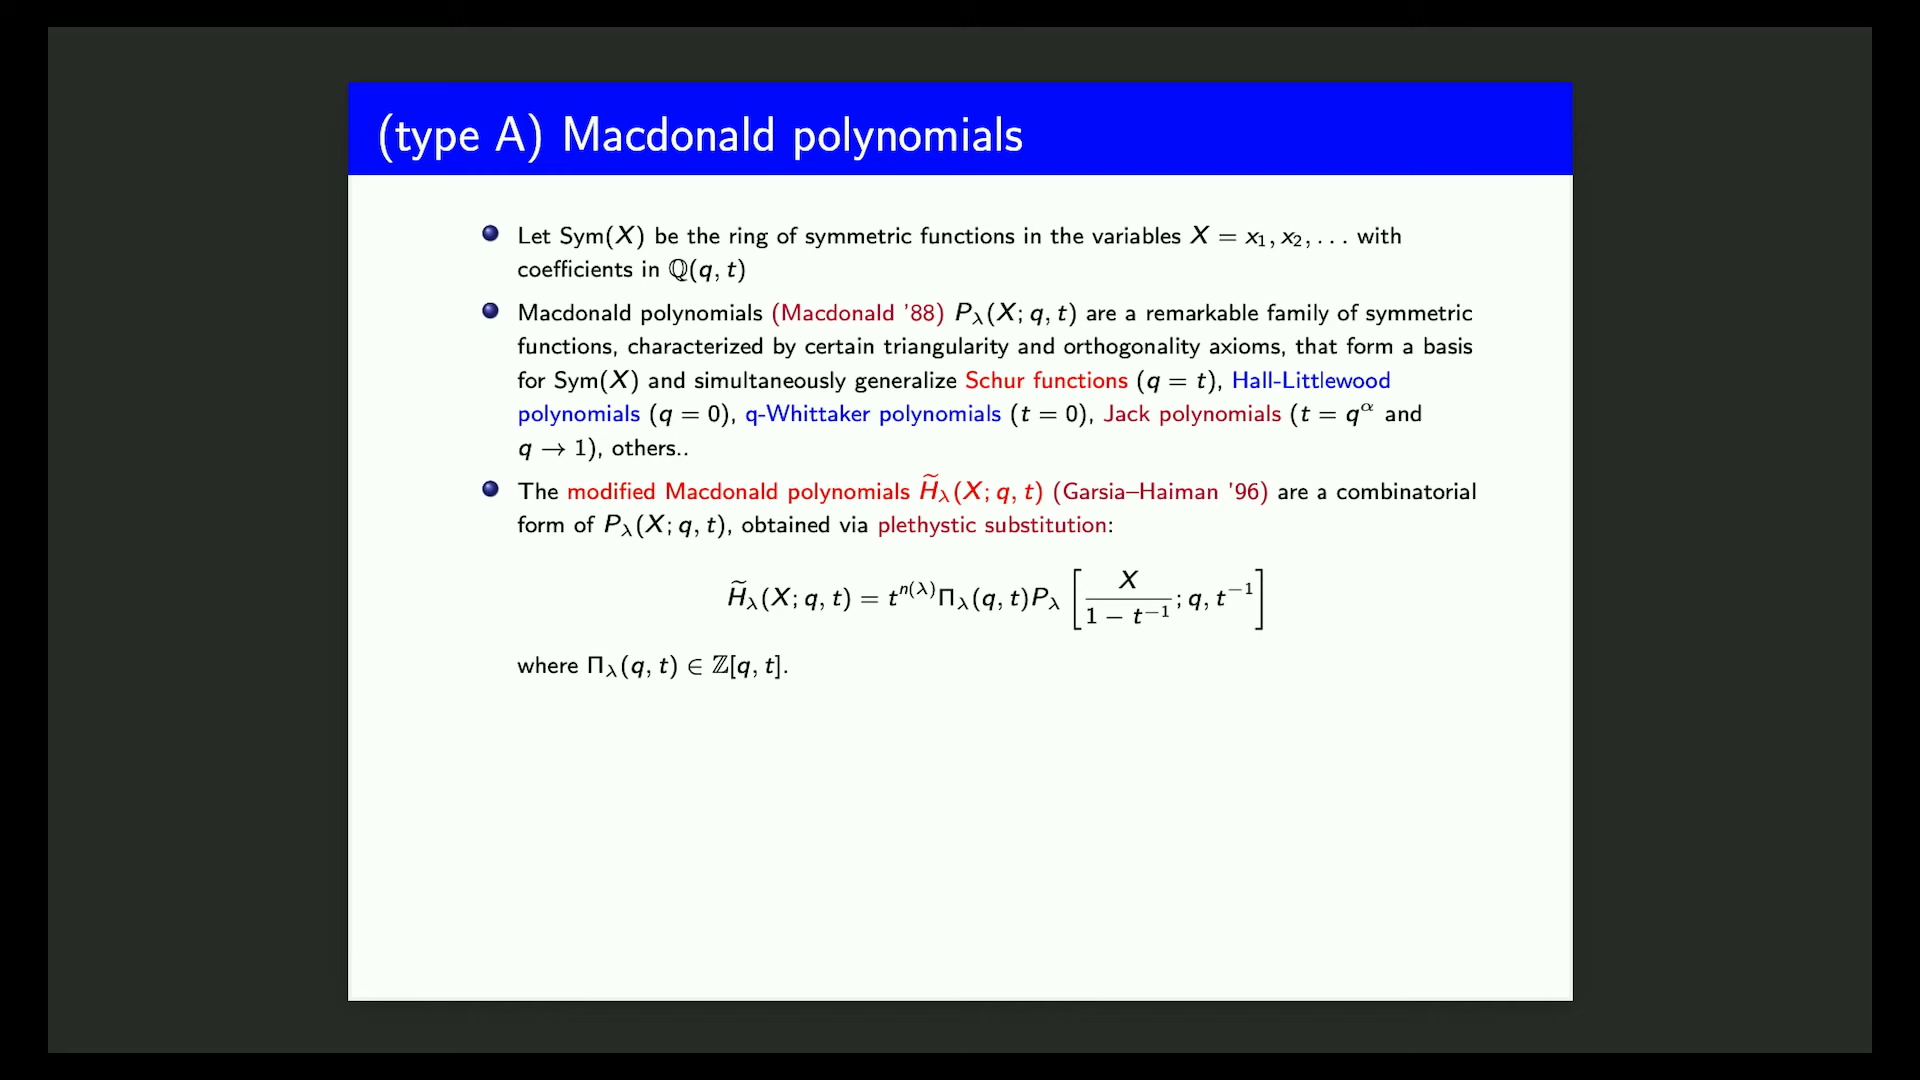 (type A) Macdonald polynomials
Let Sym(X) be the ring of symmetric functions in the variables X = x₁, x₂, . . . with
coefficients in ℚ(q, t)
Macdonald polynomials (Macdonald '88) P_λ(X; q, t) are a remarkable family of symmetric
functions, characterized by certain triangularity and orthogonality axioms, that form a basis
for Sym(X) and simultaneously generalize Schur functions (q = t), Hall-Littlewood
polynomials (q = 0), q-Whittaker polynomials (t = 0), Jack polynomials (t = q^α and
q → 1), others..
The modified Macdonald polynomials H̃_λ(X; q, t) (Garsia–Haiman '96) are a combinatorial
form of P_λ(X; q, t), obtained via plethystic substitution:
H̃_λ(X; q, t) = t^{n(λ)} Π_λ(q, t) P_λ [ X / (1 − t^{−1}) ; q, t^{−1} ]
where Π_λ(q, t) ∈ ℤ[q, t].